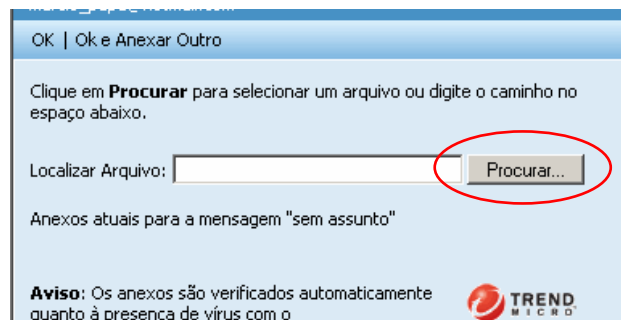 OK | Ok e Anexar Outro
Clique em Procurar para selecionar um arquivo ou digite o caminho no
espaço abaixo.
Localizar Arquivo: Procurar...
Anexos atuais para a mensagem "sem assunto"
Aviso: Os anexos são verificados automaticamente
quanto à presença de vírus com o
TREND
MICRO